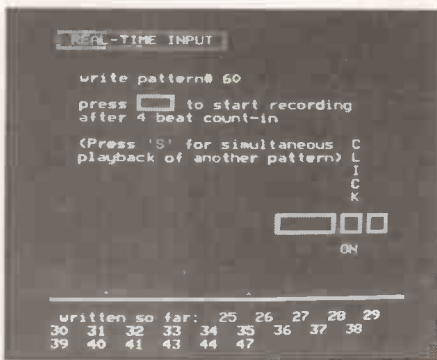 REAL-TIME INPUT
write pattern# 60
press to start recording
after 4 beat count-in
(Press 'S' for simultaneous
playback of another pattern)
CLICK
ON
written so far: 25 26 27 28 29
30 31 32 33 34 35 36 37 38
39 40 41 43 44 47